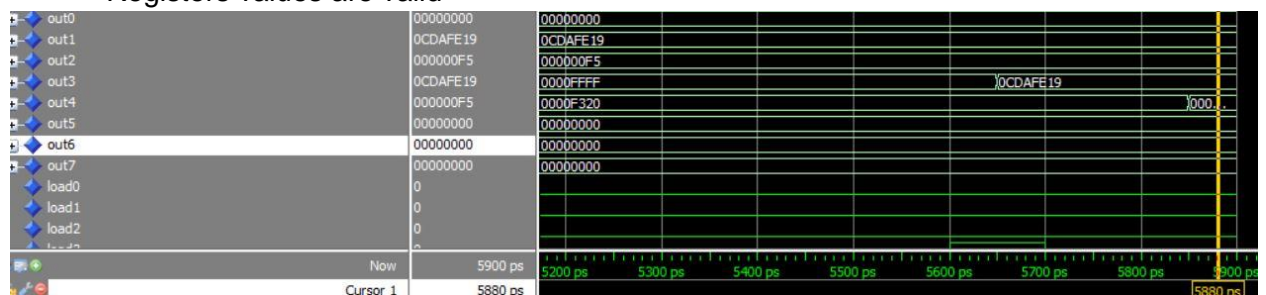 Registers values are valid
out0 00000000 00000000
out1 0CDAFE19 0CDAFE19
out2 000000F5 000000F5
out3 0CDAFE19 0000FFFF 0CDAFE19
out4 000000F5 0000F320 000...
out5 00000000 00000000
out6 00000000 00000000
out7 00000000 00000000
load0 0
load1 0
load2 0
Now 5900 ps 5200 ps 5300 ps 5400 ps 5500 ps 5600 ps 5700 ps 5800 ps 5900 ps
Cursor 1 5880 ps 5880 ps